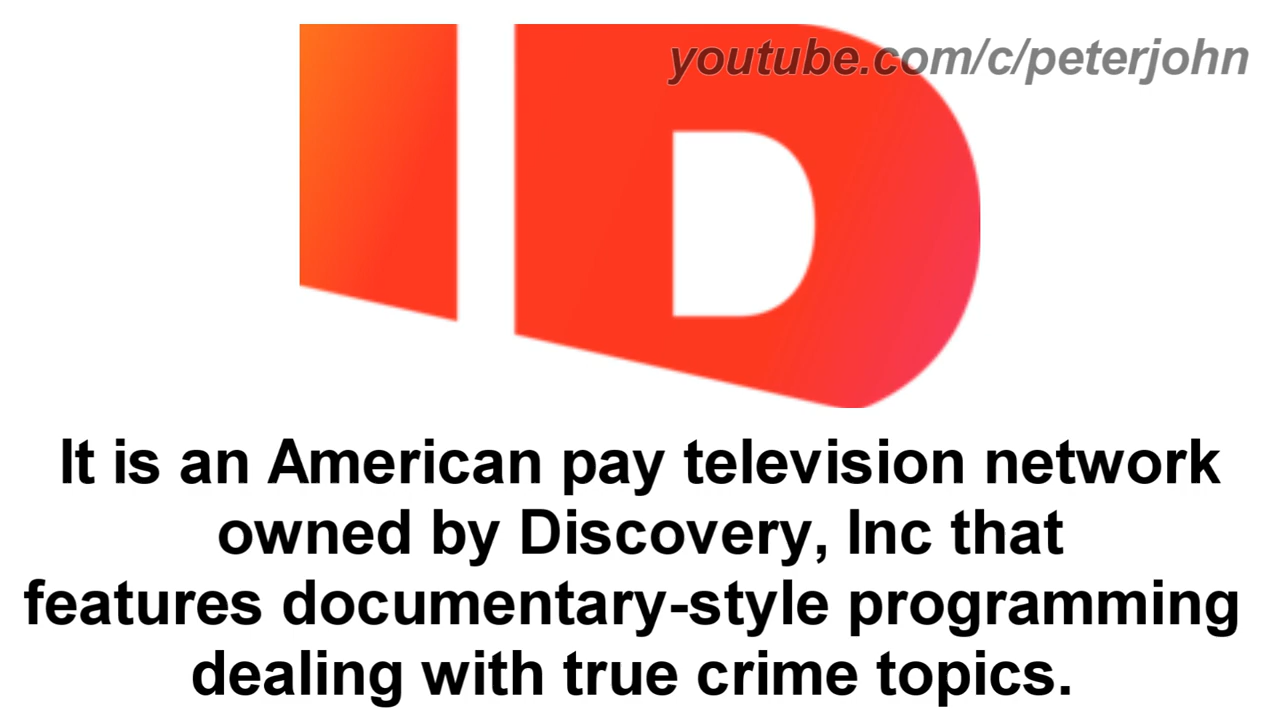 ID
youtube.com/c/peterjohn
It is an American pay television network
owned by Discovery, Inc that
features documentary-style programming
dealing with true crime topics.